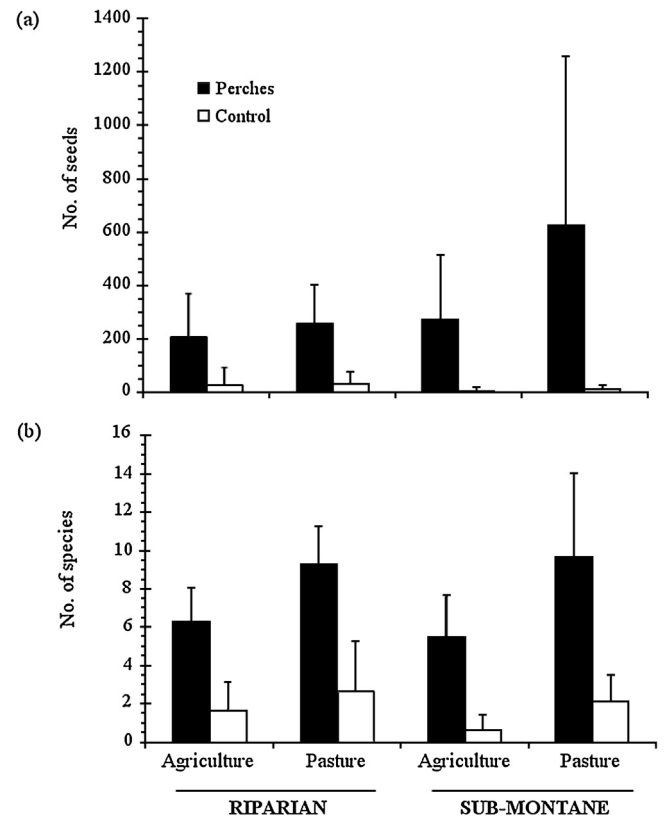 (a)
1400
1200
1000
800
600
400
200
0
No. of seeds
Perches
Control
(b)
16
14
12
10
8
6
4
2
0
No. of species
Agriculture Pasture Agriculture Pasture
RIPARIAN SUB-MONTANE